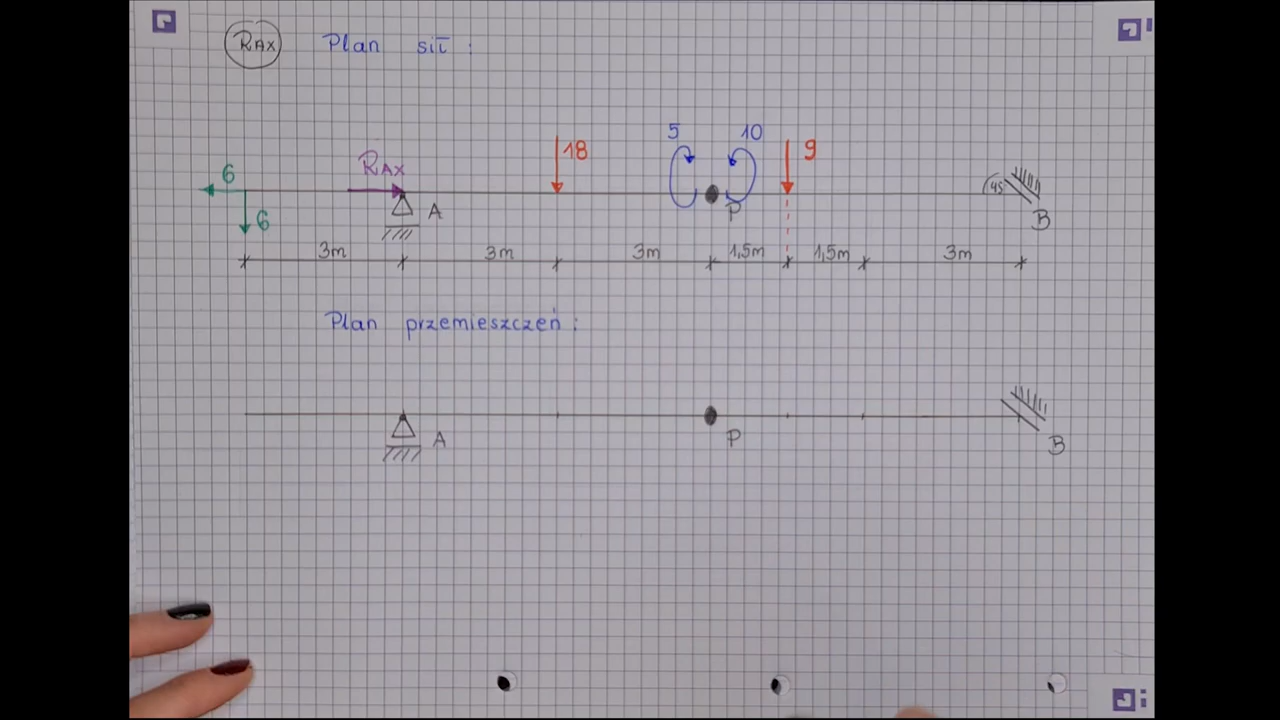 RAX Plan sił :
5 10
18 9
6 RAX
6 A P 45 B
3m 3m 3m 1,5m 1,5m 3m
Plan przemieszczeń :
A P B